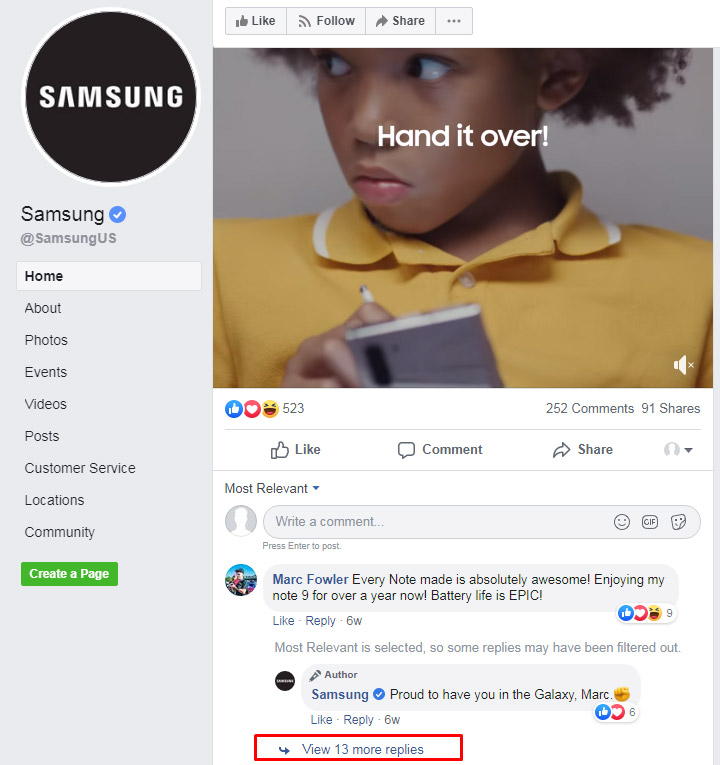 Like Follow Share ...
SAMSUNG
Hand it over!
Samsung
@SamsungUS
Home
About
Photos
Events
Videos
Posts
Customer Service
Locations
Community
Create a Page
523 252 Comments 91 Shares
Like Comment Share
Most Relevant
Write a comment... GIF
Press Enter to post.
Marc Fowler Every Note made is absolutely awesome! Enjoying my
note 9 for over a year now! Battery life is EPIC!
9
Like · Reply · 6w
Most Relevant is selected, so some replies may have been filtered out.
SAMSUNG
Author
Samsung Proud to have you in the Galaxy, Marc.✊
6
Like · Reply · 6w
View 13 more replies